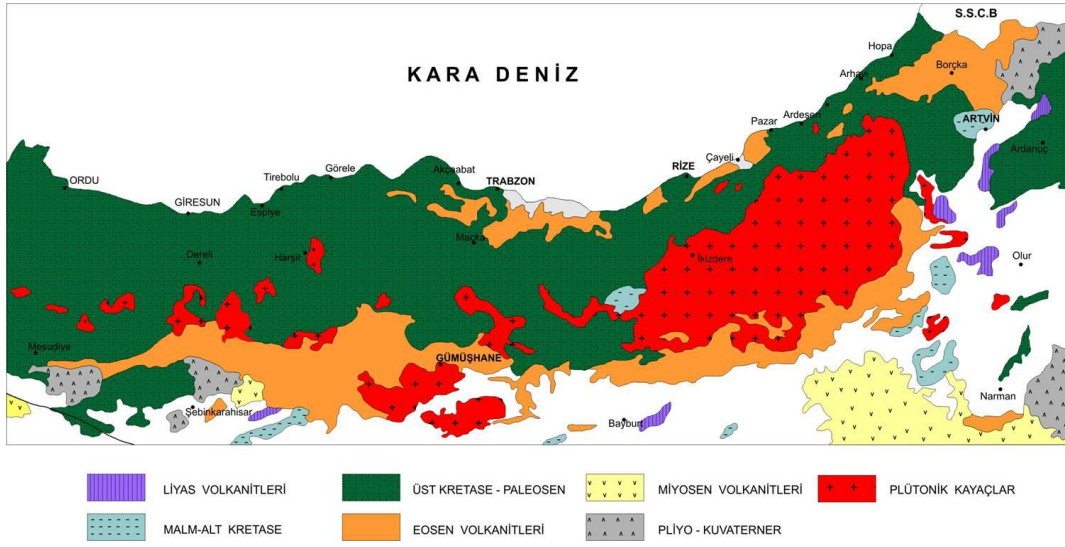 S.S.C.B
Hopa
KARA DENİZ
Borçka
Arhavi
Ardeşen
ARTVİN
Pazar
Ardanuç
Çayeli
RİZE
Akçaabat
Görele
Tirebolu
TRABZON
ORDU
GİRESUN
Espiye
Maçka
Harşit
Dereli
İkizdere
Olur
Mesudiye
GÜMÜŞHANE
Narman
Şebinkarahisar
Bayburt
LİYAS VOLKANİTLERİ
ÜST KRETASE - PALEOSEN
MİYOSEN VOLKANİTLERİ
PLÜTONİK KAYAÇLAR
MALM-ALT KRETASE
EOSEN VOLKANİTLERİ
PLİYO - KUVATERNER